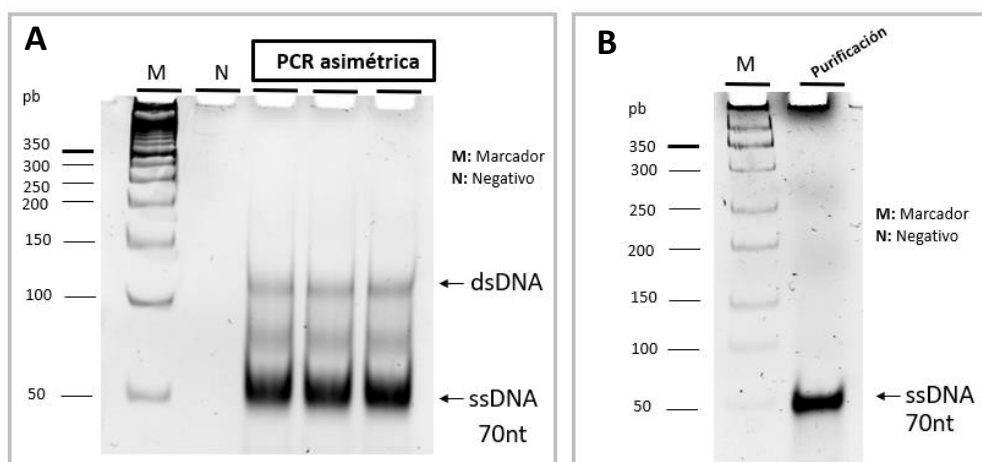 A
PCR asimétrica
M
N
pb
350
300
250
200
150
100
50
M: Marcador
N: Negativo
dsDNA
ssDNA
70nt
B
M
Purificación
pb
350
300
250
200
150
100
50
M: Marcador
N: Negativo
ssDNA
70nt